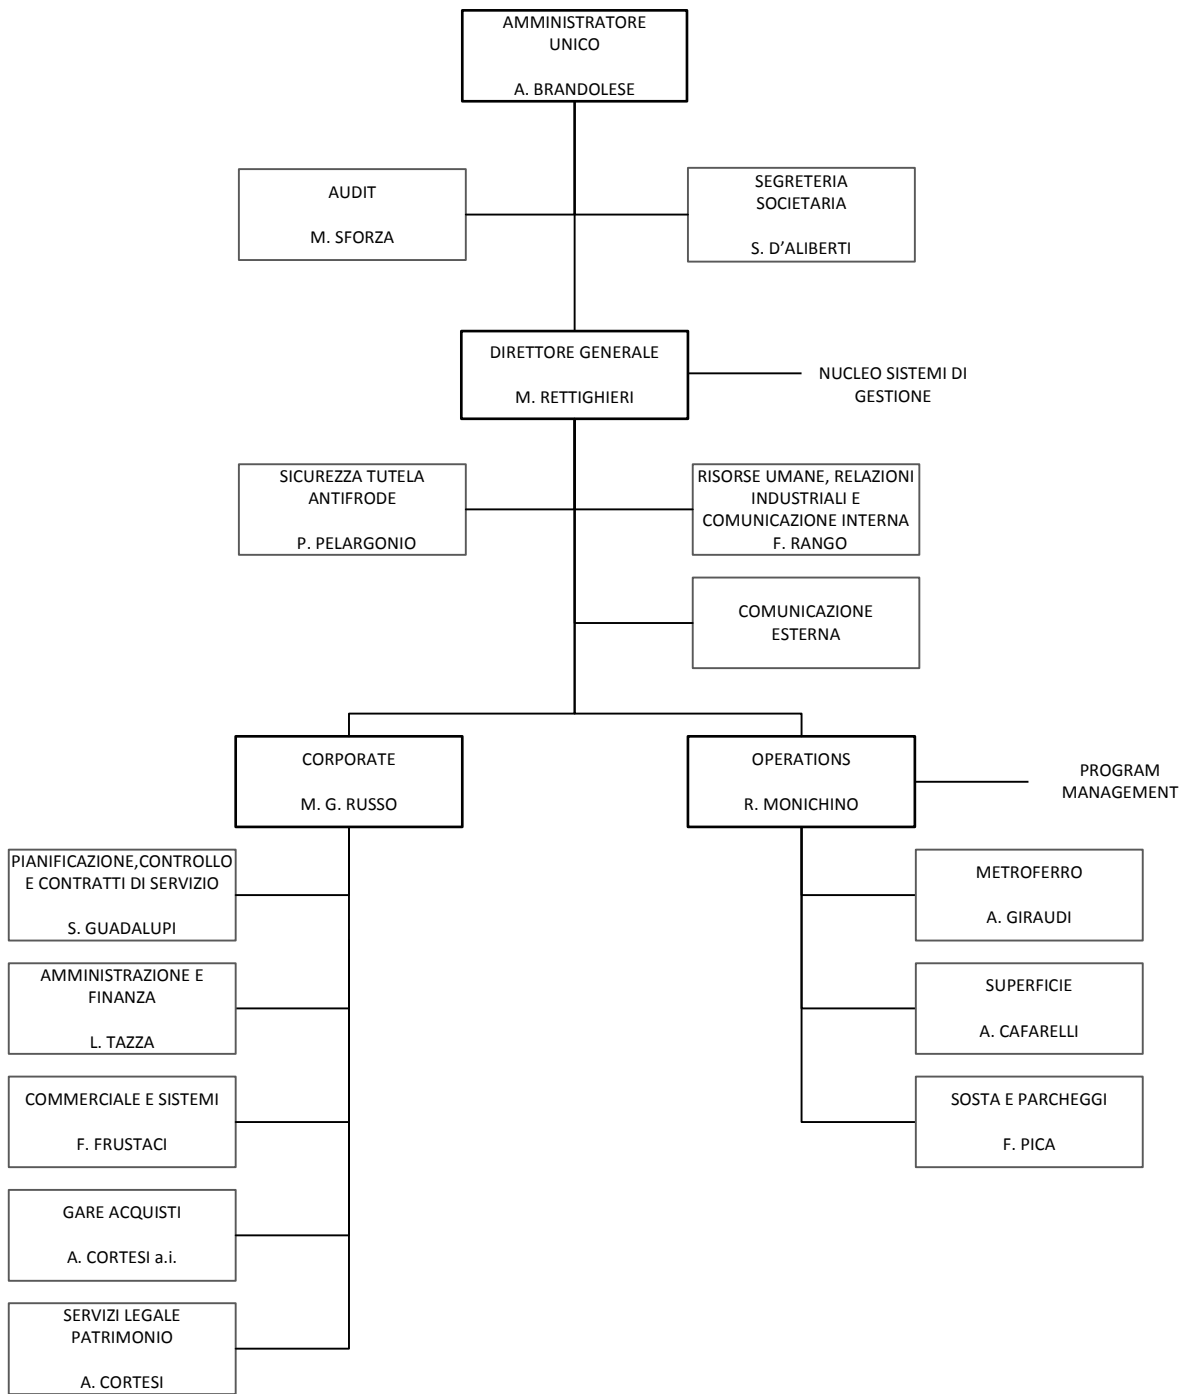 AMMINISTRATORE
UNICO
A. BRANDOLESE
AUDIT
M. SFORZA
SEGRETERIA
SOCIETARIA
S. D’ALIBERTI
DIRETTORE GENERALE
M. RETTIGHIERI
NUCLEO SISTEMI DI
GESTIONE
SICUREZZA TUTELA
ANTIFRODE
P. PELARGONIO
RISORSE UMANE, RELAZIONI
INDUSTRIALI E
COMUNICAZIONE INTERNA
F. RANGO
COMUNICAZIONE
ESTERNA
CORPORATE
M. G. RUSSO
OPERATIONS
R. MONICHINO
PROGRAM
MANAGEMENT
PIANIFICAZIONE,CONTROLLO
E CONTRATTI DI SERVIZIO
S. GUADALUPI
AMMINISTRAZIONE E
FINANZA
L. TAZZA
COMMERCIALE E SISTEMI
F. FRUSTACI
GARE ACQUISTI
A. CORTESI a.i.
SERVIZI LEGALE
PATRIMONIO
A. CORTESI
METROFERRO
A. GIRAUDI
SUPERFICIE
A. CAFARELLI
SOSTA E PARCHEGGI
F. PICA